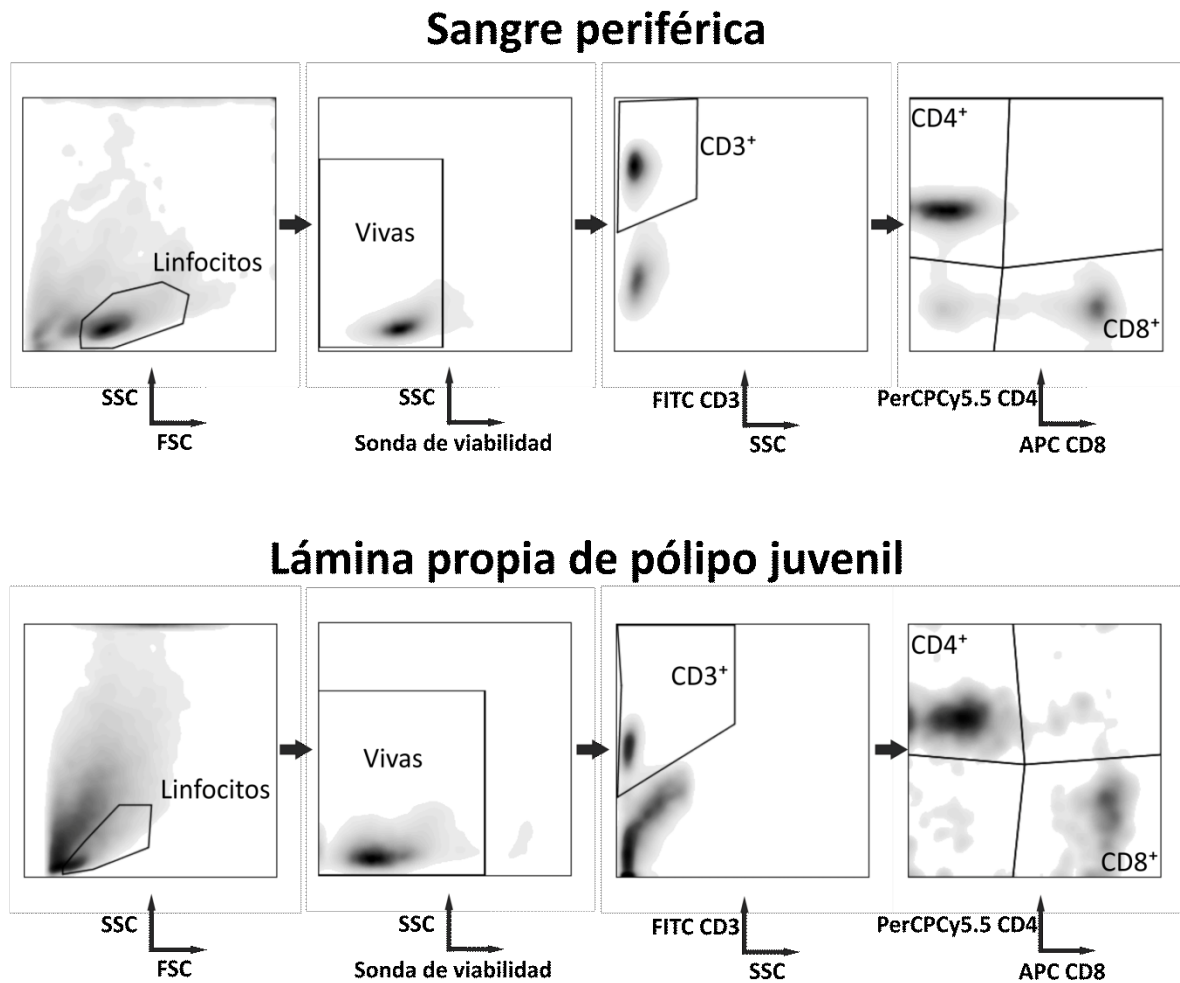 Sangre periférica
Linfocitos
Vivas
CD3⁺
CD4⁺
CD8⁺
SSC
FSC
SSC
Sonda de viabilidad
FITC CD3
SSC
PerCPCy5.5 CD4
APC CD8
Lámina propia de pólipo juvenil
Linfocitos
Vivas
CD3⁺
CD4⁺
CD8⁺
SSC
FSC
SSC
Sonda de viabilidad
FITC CD3
SSC
PerCPCy5.5 CD4
APC CD8